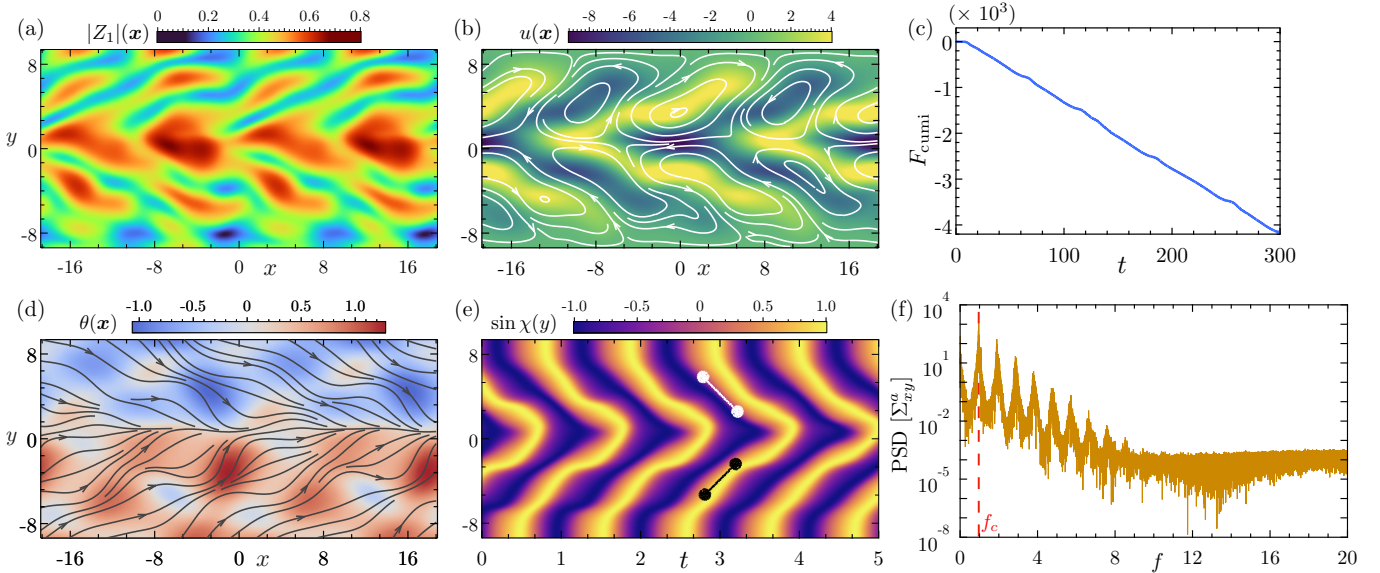 (a) |Z₁|(𝒙) 0 0.2 0.4 0.6 0.8
8
y 0
-8
-16 -8 0 x 8 16
(b) u(𝒙) -8 -6 -4 -2 0 2 4
8
0
-8
-16 -8 0 x 8 16
(c) (× 10³)
0
-1
F_cumi -2
-3
-4
0 100 t 200 300
(d) θ(𝒙) -1.0 -0.5 0 0.5 1.0
8
y 0
-8
-16 -8 0 x 8 16
(e) sin χ(y) -1.0 -0.5 0 0.5 1.0
8
0
-8
0 1 2 t 3 4 5
(f) 10⁴
10¹
PSD [Σᵃ_xy] 10⁻²
10⁻⁵
10⁻⁸
f_c
0 4 8 f 12 16 20